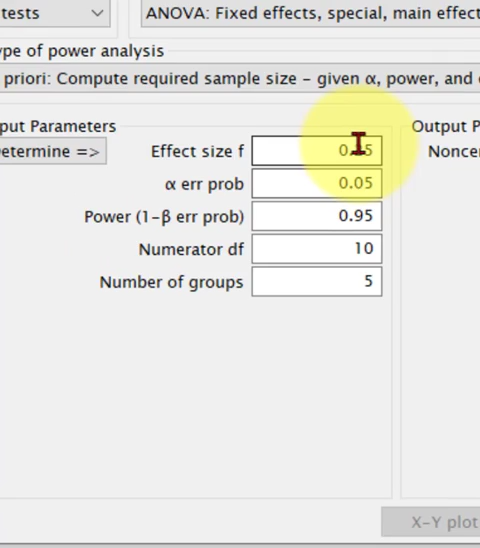 tests
ANOVA: Fixed effects, special, main effect
ype of power analysis
priori: Compute required sample size – given α, power, and
put Parameters
Output P
etermine =>
Effect size f
Noncer
α err prob
0.05
Power (1-β err prob)
0.95
Numerator df
10
Number of groups
5
X-Y plot